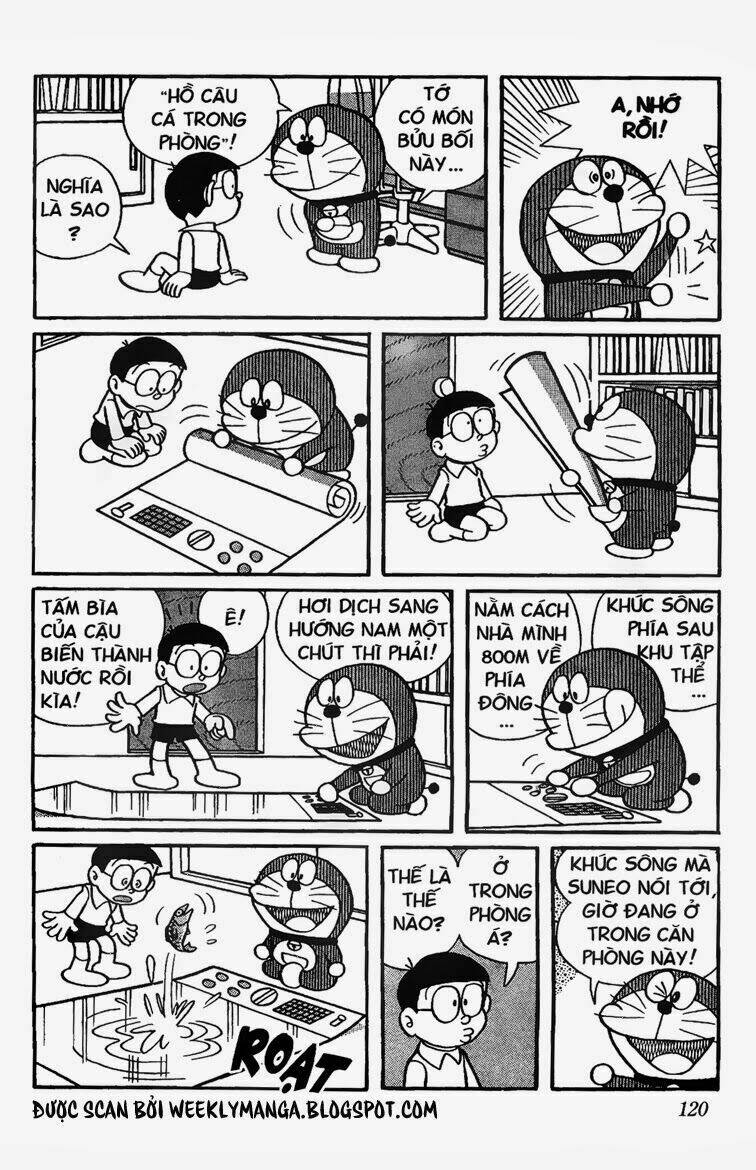 A, NHỚ
RỒI!
TỚ
CÓ MÓN
BỬU BỐI
NÀY...
"HỒ CÂU
CÁ TRONG
PHÒNG"!
NGHĨA
LÀ SAO
?
KHÚC SÔNG
PHÍA SAU
KHU TẬP
THỂ
...
NẰM CÁCH
NHÀ MÌNH
800M VỀ
PHÍA
ĐÔNG
...
HƠI DỊCH SANG
HƯỚNG NAM MỘT
CHÚT THÌ PHẢI!
Ê!
TẤM BÌA
CỦA CẬU
BIẾN THÀNH
NƯỚC RỒI
KÌA!
KHÚC SÔNG MÀ
SUNEO NÓI TỚI,
GIỜ ĐANG Ở
TRONG CĂN
PHÒNG NÀY!
Ở
TRONG
PHÒNG
Á?
THẾ LÀ
THẾ
NÀO?
ROẠT
ĐƯỢC SCAN BỞI WEEKLYMANGA.BLOGSPOT.COM
120